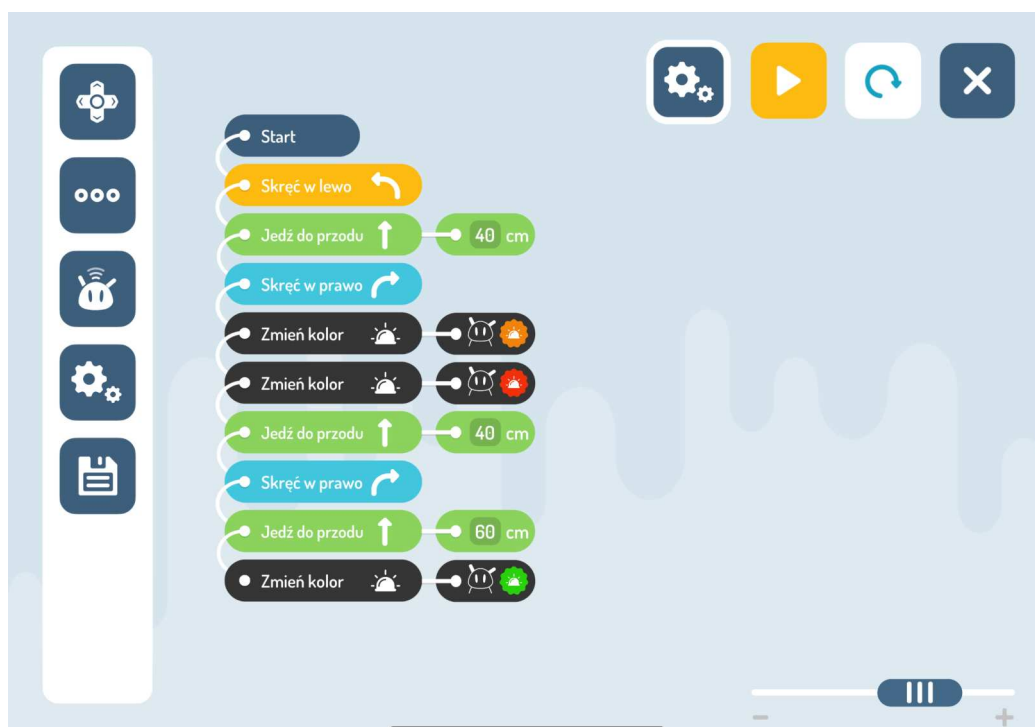 Start
Skręć w lewo
Jedź do przodu 40 cm
Skręć w prawo
Zmień kolor
Zmień kolor
Jedź do przodu 40 cm
Skręć w prawo
Jedź do przodu 60 cm
Zmień kolor